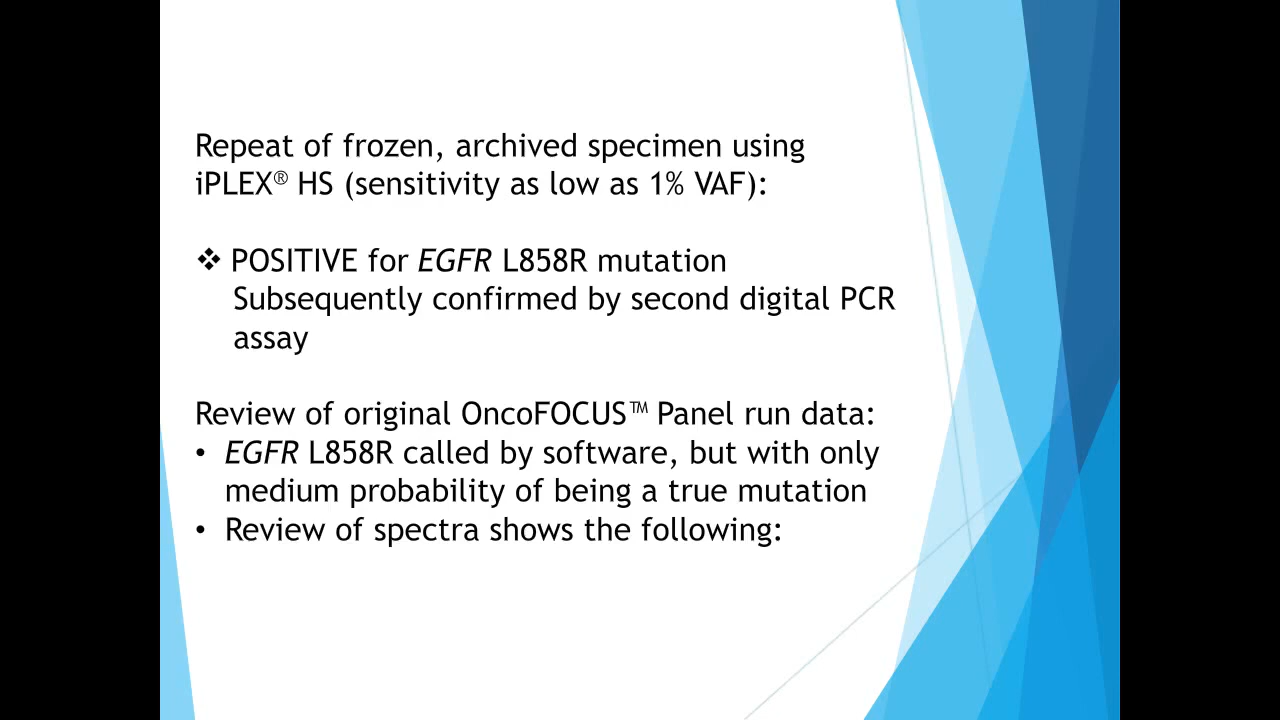 Repeat of frozen, archived specimen using
iPLEX® HS (sensitivity as low as 1% VAF):
❖ POSITIVE for EGFR L858R mutation
Subsequently confirmed by second digital PCR
assay
Review of original OncoFOCUS™ Panel run data:
• EGFR L858R called by software, but with only
medium probability of being a true mutation
• Review of spectra shows the following: